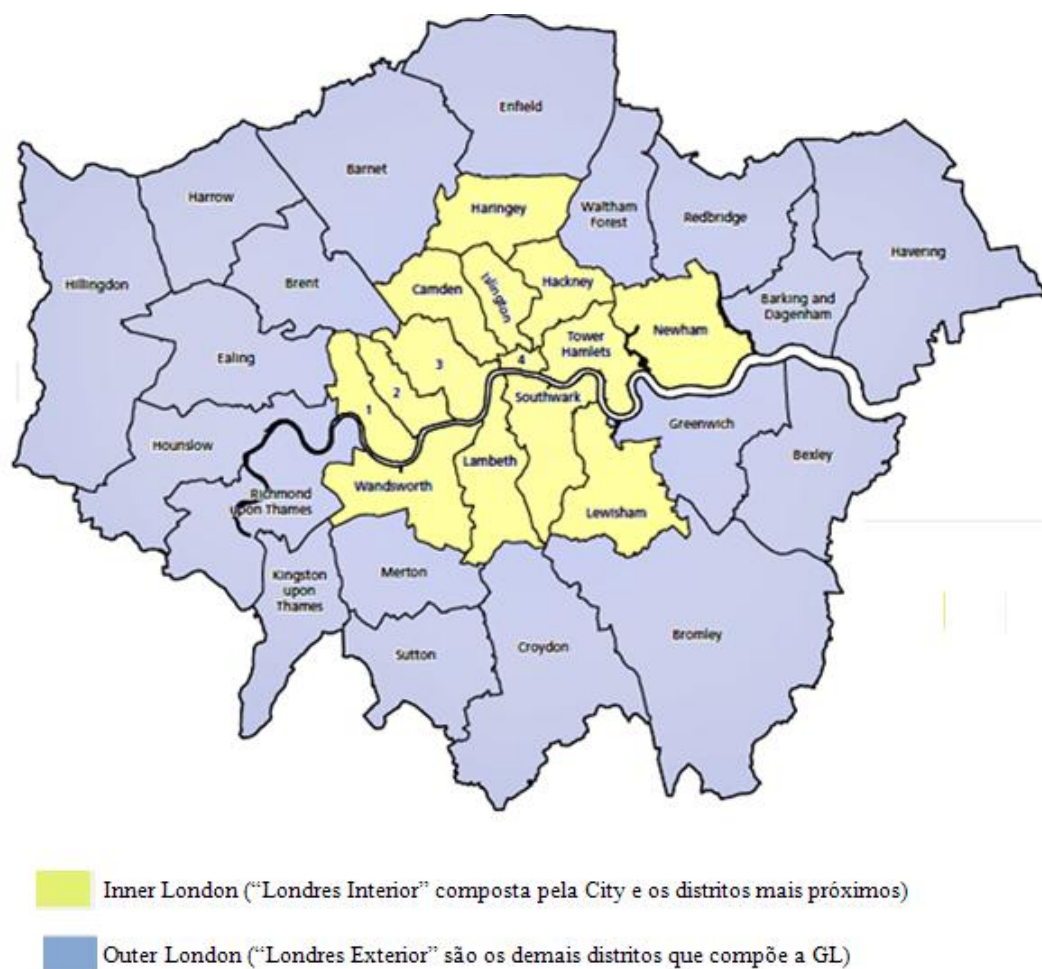 Enfield
Barnet
Haringey
Waltham
Forest
Harrow
Redbridge
Havering
Hillingdon
Brent
Camden
Islington
Hackney
Barking and
Dagenham
Ealing
Tower
Hamlets
Newham
3
4
2
1
Southwark
Hounslow
Greenwich
Bexley
Lambeth
Wandsworth
Richmond
upon Thames
Lewisham
Merton
Kingston
upon
Thames
Sutton
Croydon
Bromley
Inner London (“Londres Interior” composta pela City e os distritos mais próximos)
Outer London (“Londres Exterior” são os demais distritos que compõe a GL)